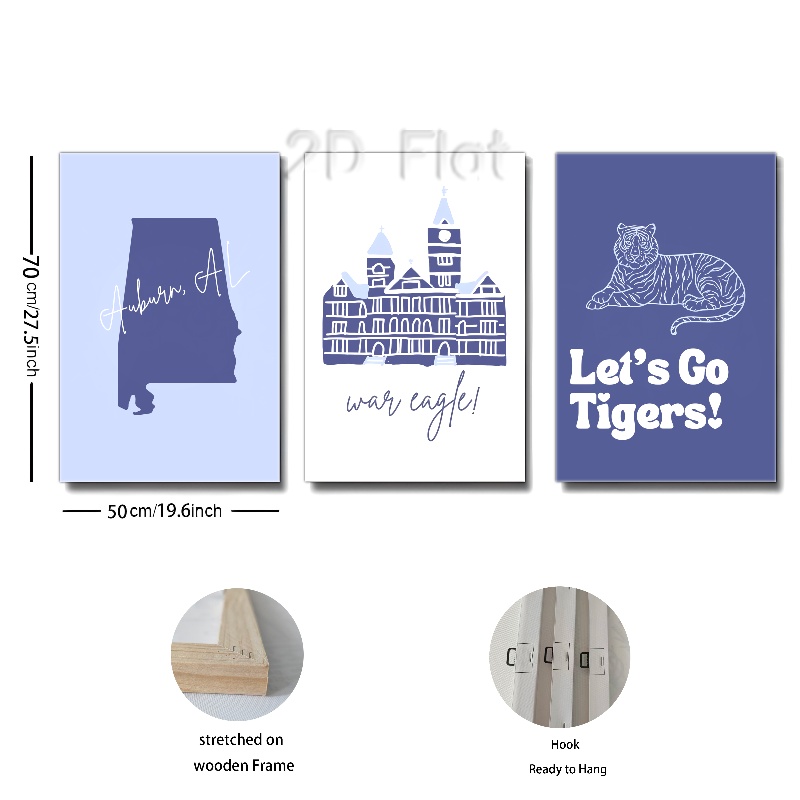 2D Flat
Auburn, AL
war eagle!
Let's Go
Tigers!
70 cm/27.5inch
50cm/19.6inch
stretched on
wooden Frame
Hook
Ready to Hang